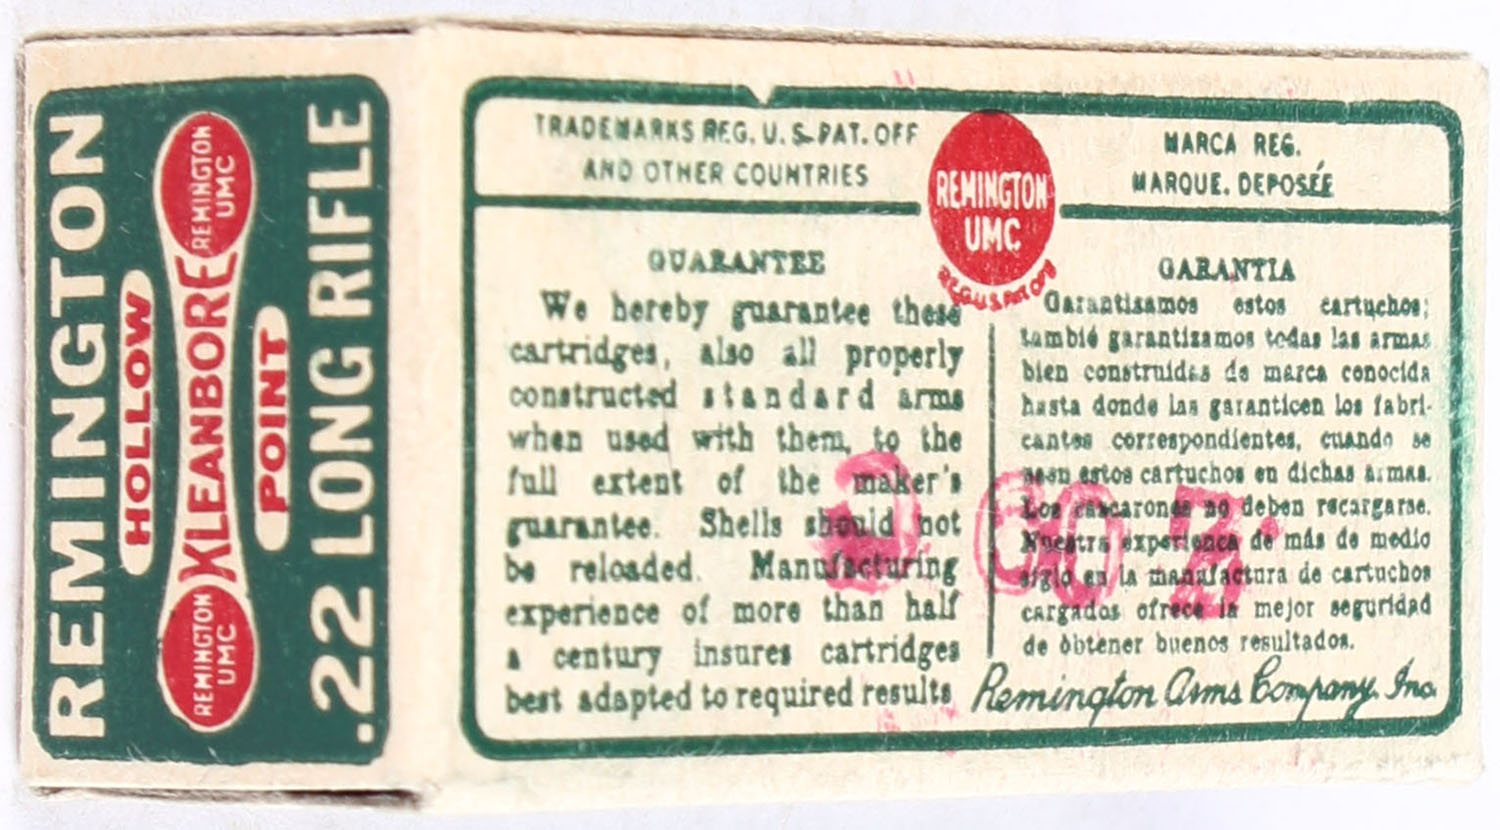 REMINGTON
HOLLOW
REMINGTON
UMC
KLEANBORE
REMINGTON
UMC
POINT
.22 LONG RIFLE
TRADEMARKS REG. U.S. PAT. OFF
AND OTHER COUNTRIES
REMINGTON
UMC
REG. U.S. PAT. OFF.
MARCA REG.
MARQUE. DEPOSÉE
GUARANTEE
We hereby guarantee these
cartridges, also all properly
constructed standard arms
when used with them, to the
full extent of the maker's
guarantee. Shells should not
be reloaded. Manufacturing
experience of more than half
a century insures cartridges
best adapted to required results
GARANTIA
Garantisamos estos cartuchos;
tambié garantizamos todas las armas
bien construidas de marca conocida
hasta donde las garanticen los fabri-
cantes correspondientes, cuando se
usen estos cartuchos en dichas armas.
Los cascarones no deben recargarse.
Nuestra experienca de más de medio
siglo en la manufactura de cartuchos
cargados ofrece la mejor seguridad
de obtener buenos resultados.
Remington Arms Company, Inc.